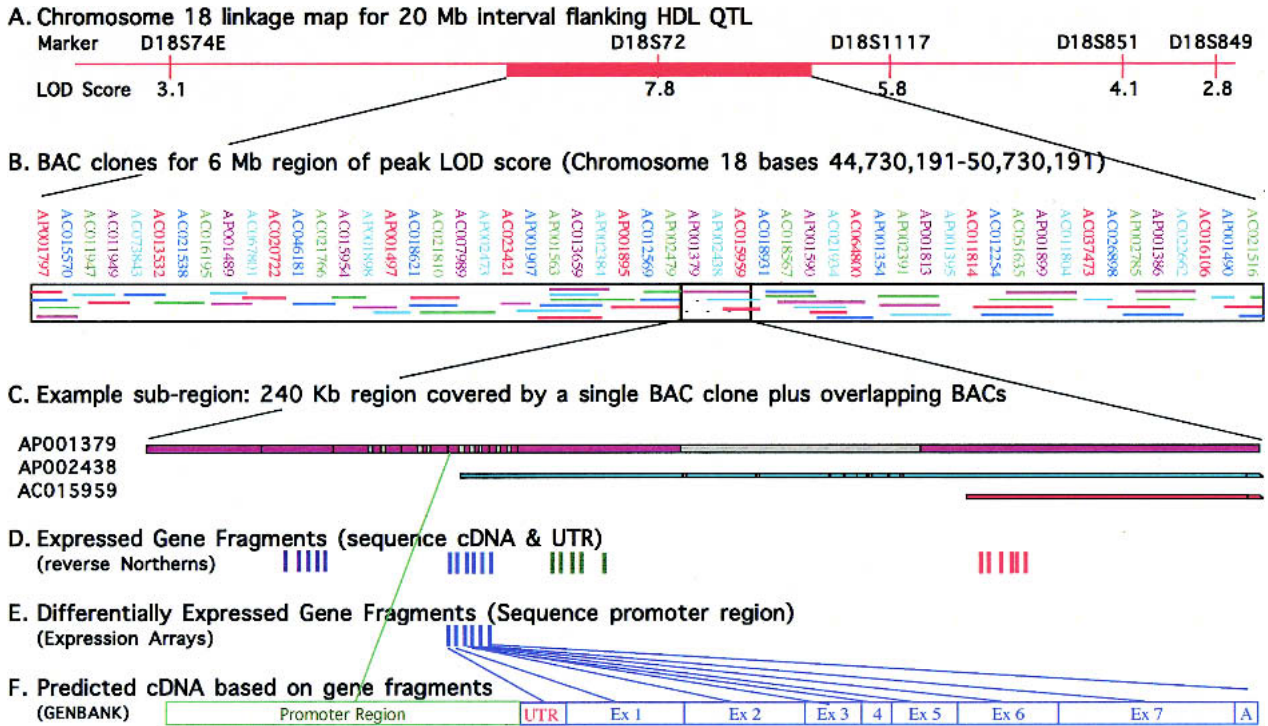 A. Chromosome 18 linkage map for 20 Mb interval flanking HDL QTL
Marker D18S74E D18S72 D18S1117 D18S851 D18S849
LOD Score 3.1 7.8 5.8 4.1 2.8
B. BAC clones for 6 Mb region of peak LOD score (Chromosome 18 bases 44,730,191-50,730,191)
AP001797
AC015570
AC011947
AC011949
AC073843
AC013532
AC021538
AC016195
AP001489
AC067801
AC020722
AC046181
AC021766
AC015954
AP001898
AP001497
AC018621
AC021810
AC007989
AP002473
AC023421
AP001907
AP001563
AC013659
AP002384
AP001895
AC012569
AP002479
AP001379
AP002438
AC015959
AC018931
AC018567
AP001590
AC021934
AC064800
AP001354
AP002391
AP001813
AP001395
AC011814
AC012254
AC051635
AP001899
AC011804
AC037473
AC026898
AP002785
AP001386
AC022662
AC016106
AP001490
AC021516
C. Example sub-region: 240 Kb region covered by a single BAC clone plus overlapping BACs
AP001379
AP002438
AC015959
D. Expressed Gene Fragments (sequence cDNA & UTR)
(reverse Northerns)
E. Differentially Expressed Gene Fragments (Sequence promoter region)
(Expression Arrays)
F. Predicted cDNA based on gene fragments
(GENBANK) Promoter Region UTR Ex 1 Ex 2 Ex 3 4 Ex 5 Ex 6 Ex 7 A